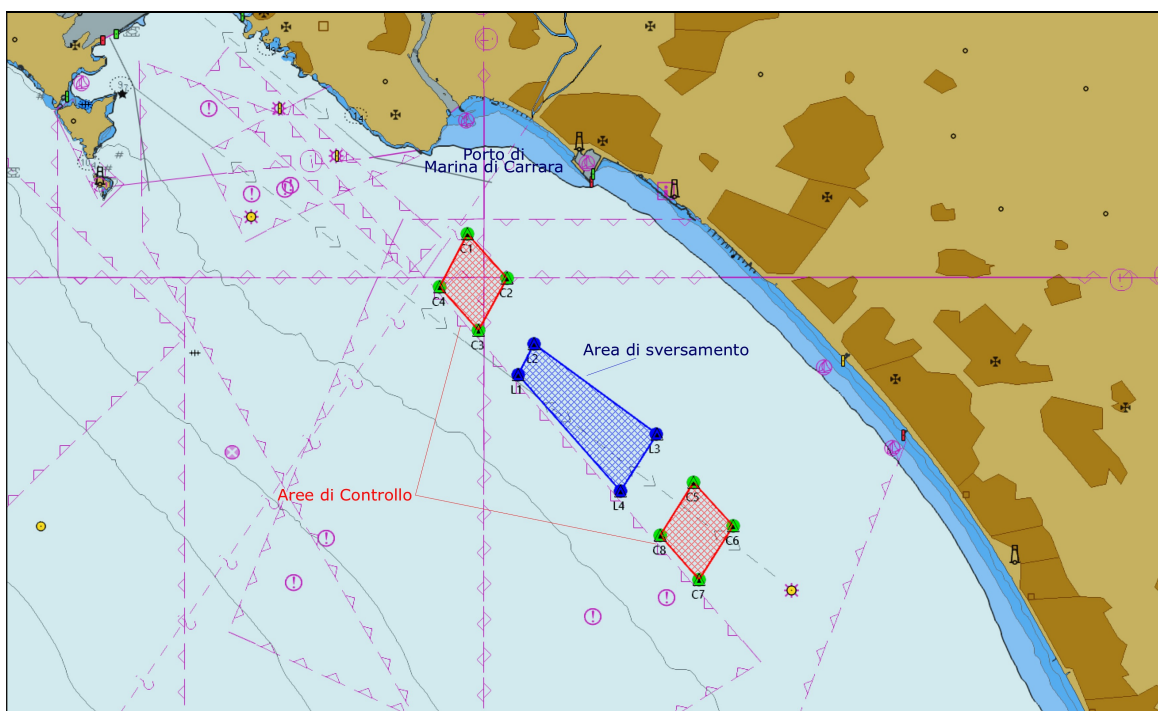 Porto di
Marina di Carrara
C1
C2
C4
C3
L2
Area di sversamento
L1
L3
C5
L4
Aree di Controllo
C6
C8
C7